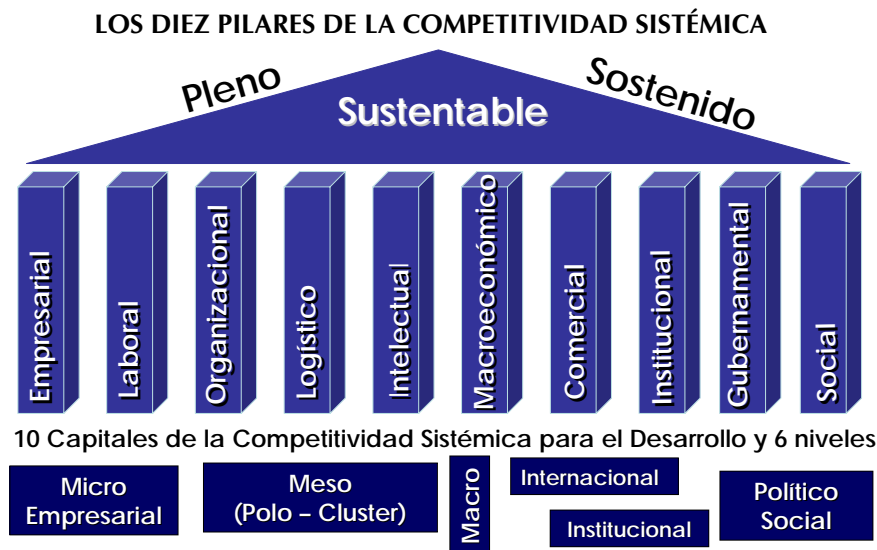 LOS DIEZ PILARES DE LA COMPETITIVIDAD SISTÉMICA
Pleno
Sostenido
Sustentable
Empresarial
Laboral
Organizacional
Logístico
Intelectual
Macroeconómico
Comercial
Institucional
Gubernamental
Social
10 Capitales de la Competitividad Sistémica para el Desarrollo y 6 niveles
Micro
Empresarial
Meso
(Polo – Cluster)
Macro
Internacional
Institucional
Político
Social